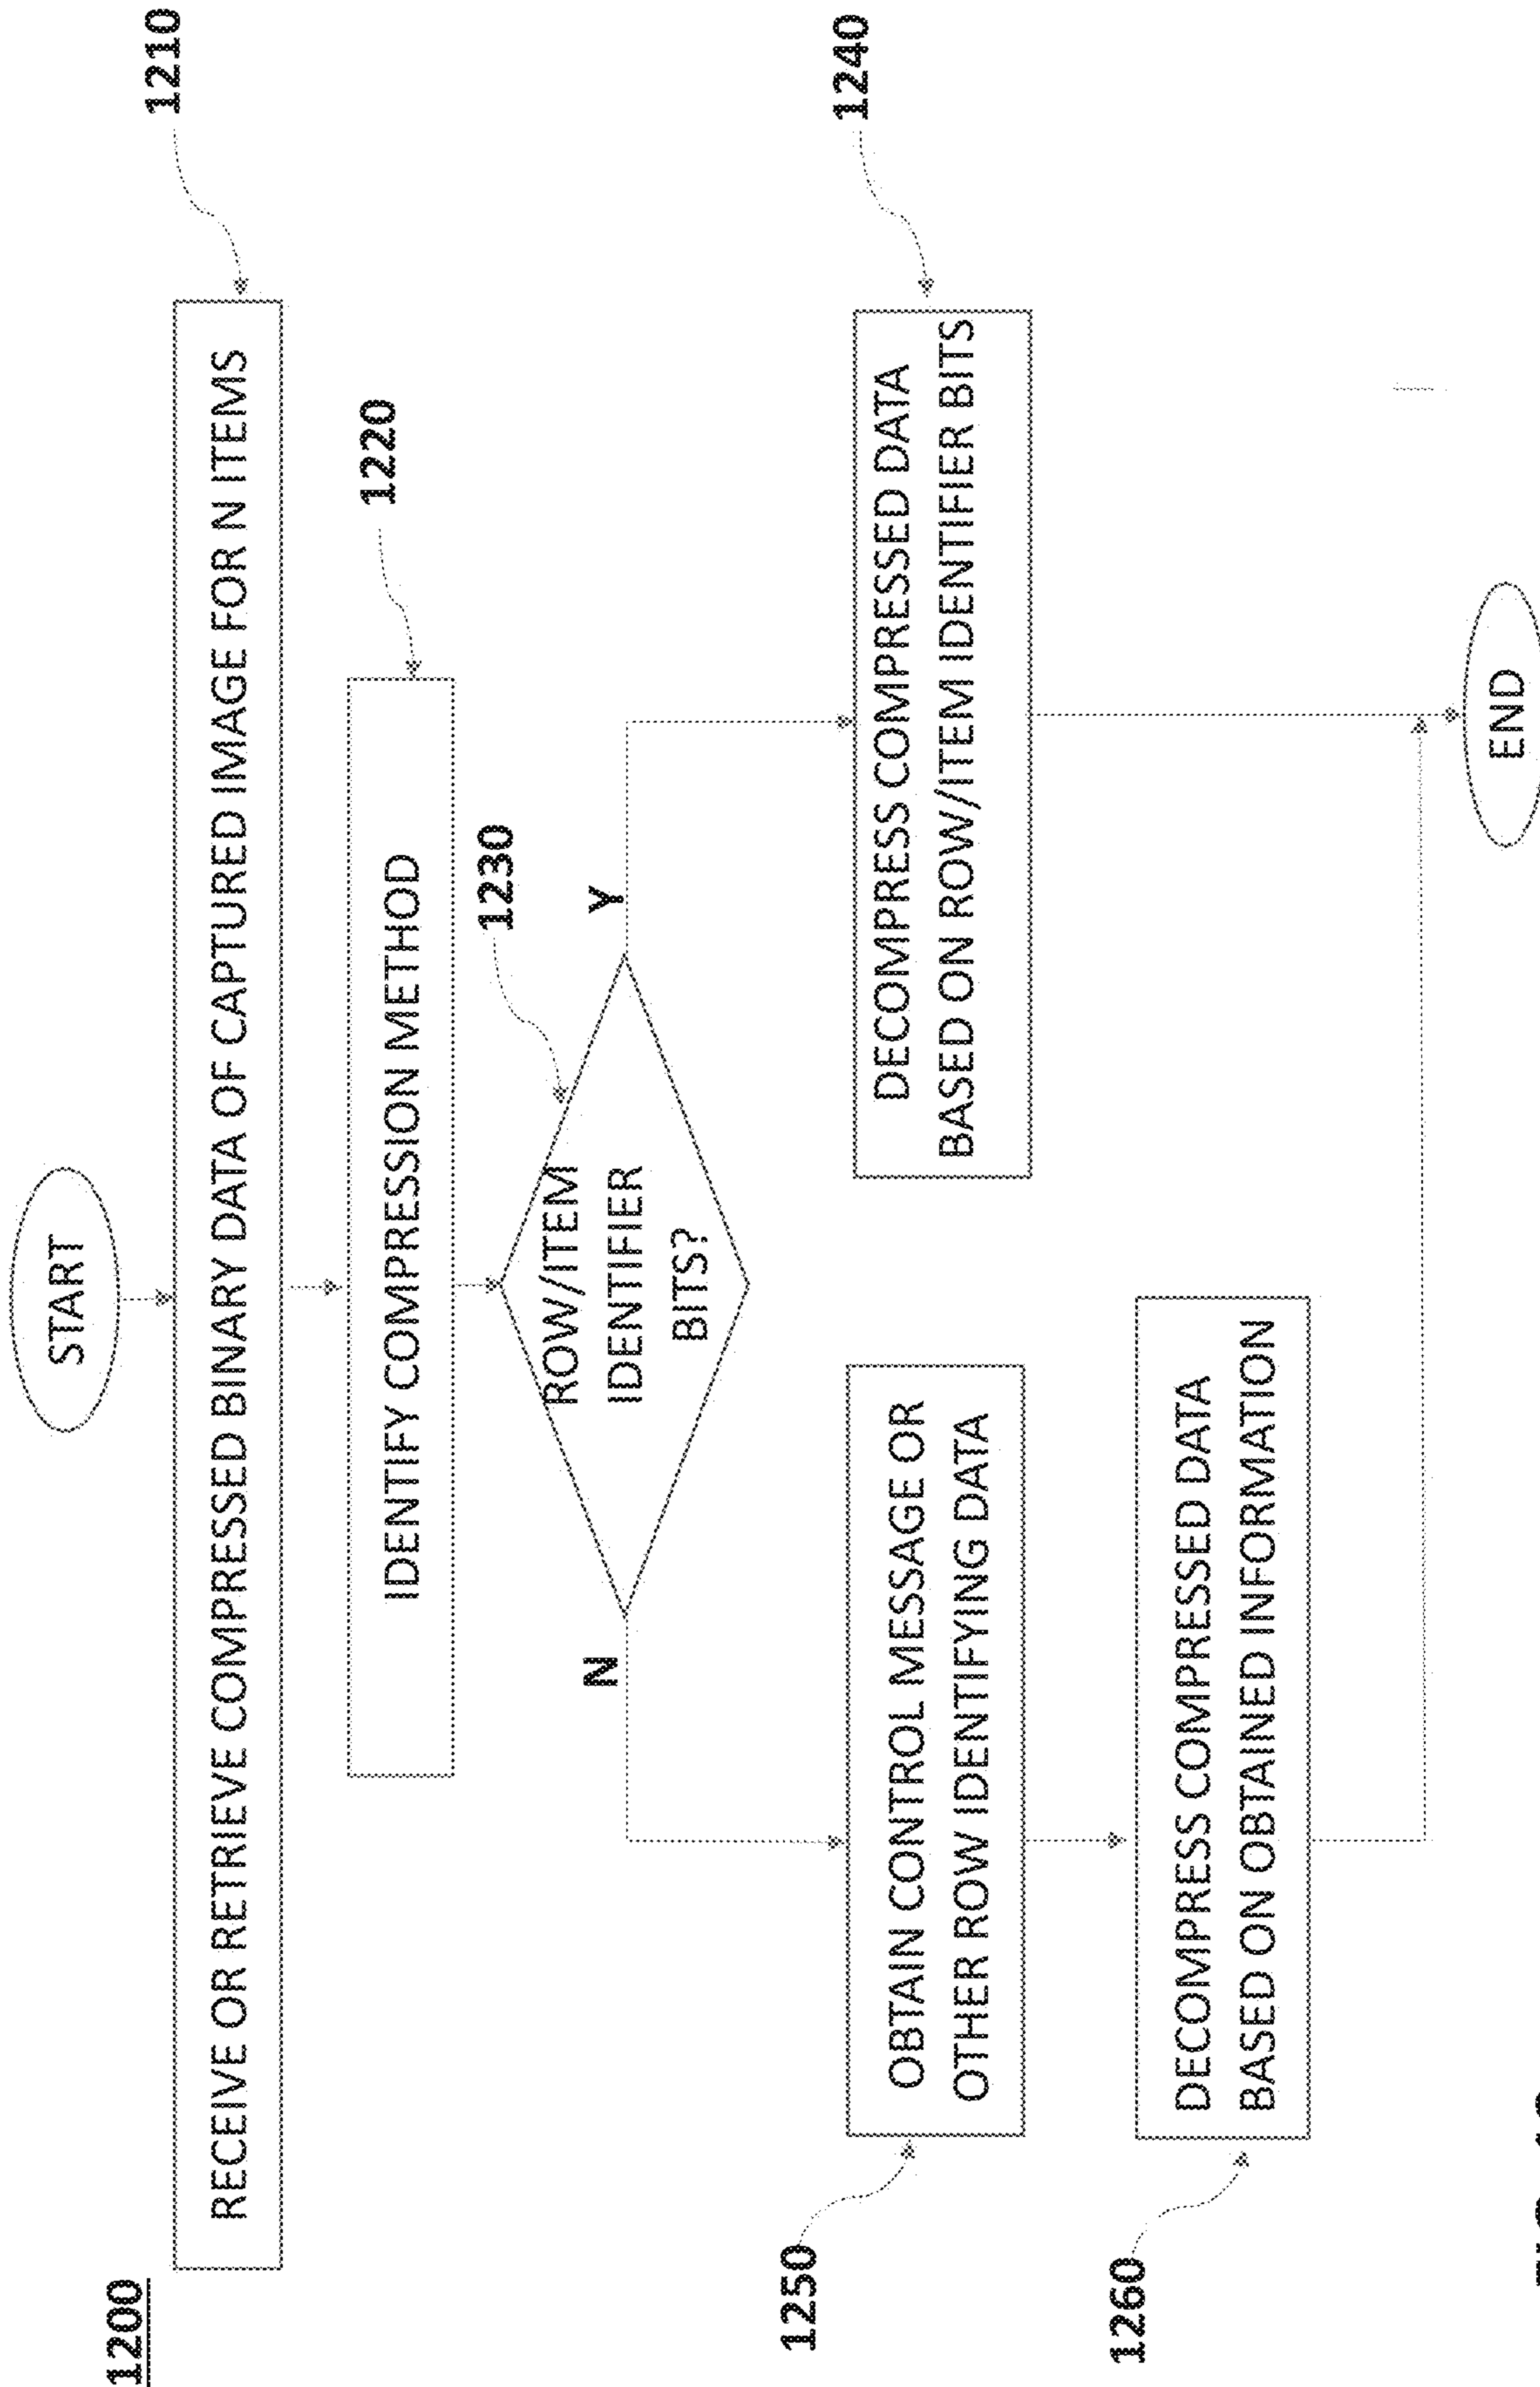 1200
START
1210
RECEIVE OR RETRIEVE COMPRESSED BINARY DATA OF CAPTURED IMAGE FOR N ITEMS
1220
IDENTIFY COMPRESSION METHOD
1230
ROW/ITEM
IDENTIFIER
BITS?
N
Y
1250
OBTAIN CONTROL MESSAGE OR
OTHER ROW IDENTIFYING DATA
1240
DECOMPRESS COMPRESSED DATA
BASED ON ROW/ITEM IDENTIFIER BITS
1260
DECOMPRESS COMPRESSED DATA
BASED ON OBTAINED INFORMATION
END